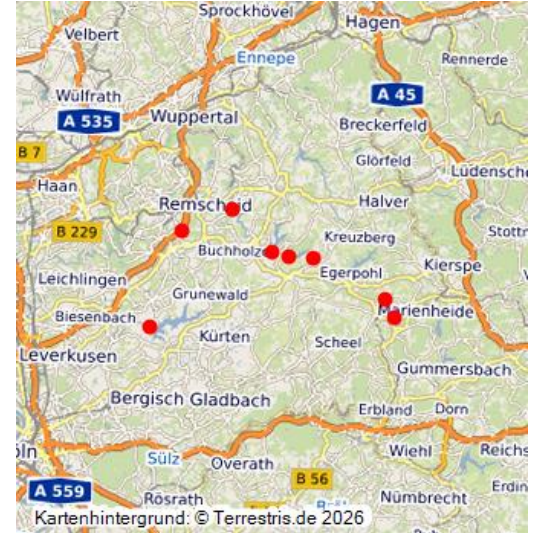 Sprockhövel
Hagen
Velbert
Ennepe
Rennerde
Wülfrath
A 45
A 535
Wuppertal
Breckerfeld
B 7
Glörfeld
Lüdensche
Haan
Remscheid
Halver
B 229
Kreuzberg
Stottr
Buchholz
Egerpohl
Kierspe
Leichlingen
Grunewald
Biesenbach
Marienheide
Kürten
Scheel
Leverkusen
Gummersbach
Bergisch Gladbach
Erbland
Dorn
öln
Wiehl
Reichs
Sülz
Overath
B 56
A 559
Rösrath
Nümbrecht
Erdin
Kartenhintergrund: © Terrestris.de 2026